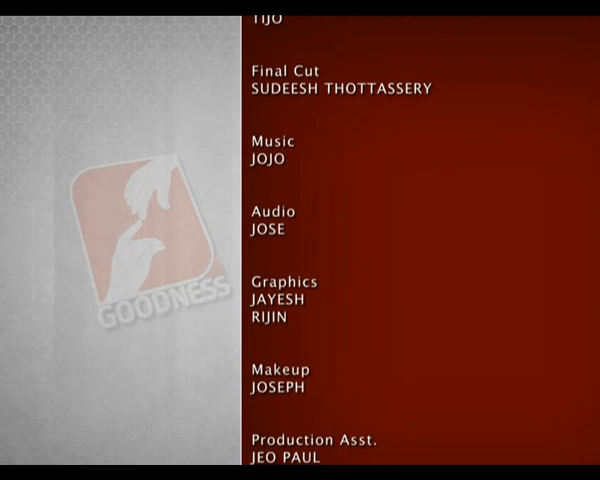 TIJO
Final Cut
SUDEESH THOTTASSERY
Music
JOJO
Audio
JOSE
Graphics
JAYESH
RIJIN
Makeup
JOSEPH
Production Asst.
JEO PAUL
GOODNESS